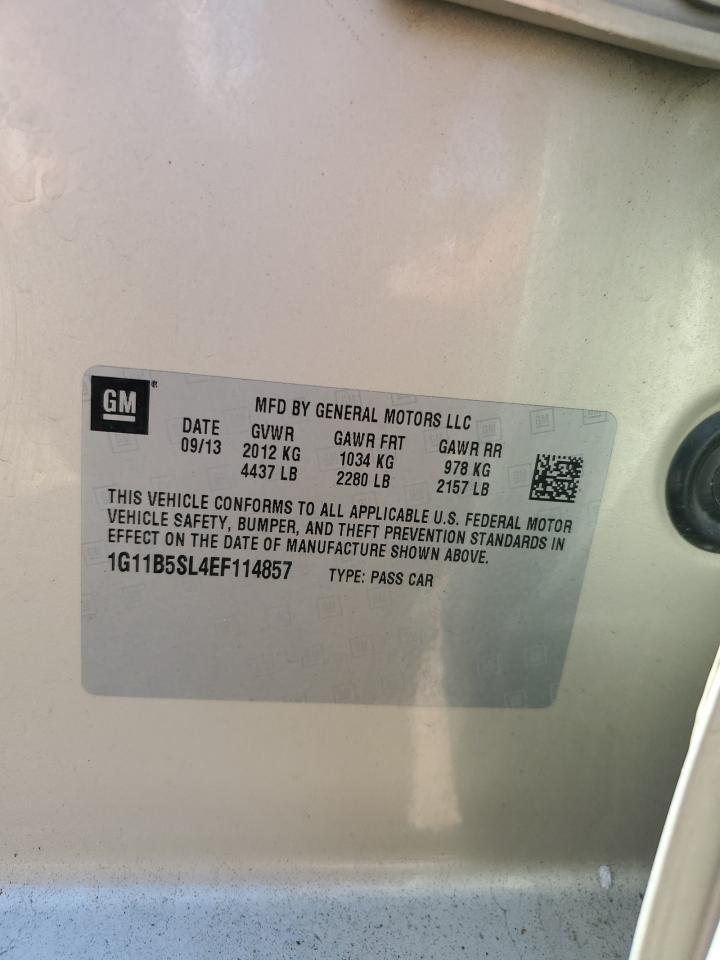 GM
MFD BY GENERAL MOTORS LLC
DATE GVWR GAWR FRT GAWR RR
09/13 2012 KG 1034 KG 978 KG
4437 LB 2280 LB 2157 LB
THIS VEHICLE CONFORMS TO ALL APPLICABLE U.S. FEDERAL MOTOR
VEHICLE SAFETY, BUMPER, AND THEFT PREVENTION STANDARDS IN
EFFECT ON THE DATE OF MANUFACTURE SHOWN ABOVE.
1G11B5SL4EF114857 TYPE: PASS CAR